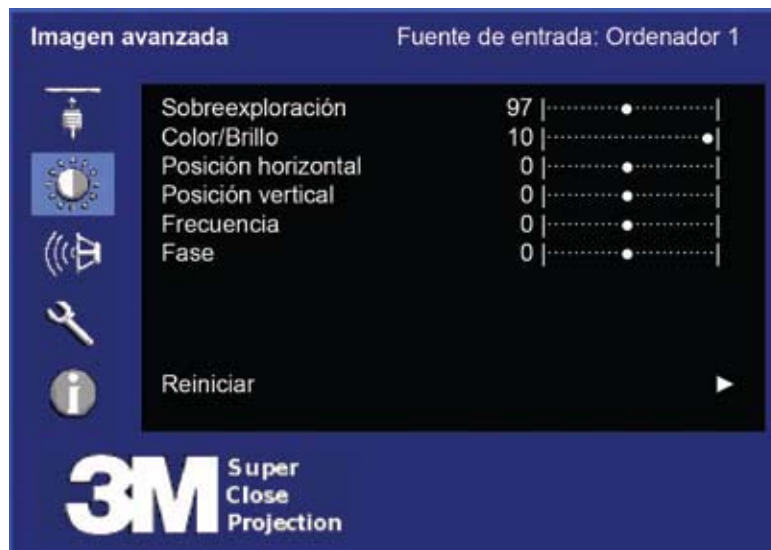 Imagen avanzada Fuente de entrada: Ordenador 1
Sobreexploración 97
Color/Brillo 10
Posición horizontal 0
Posición vertical 0
Frecuencia 0
Fase 0
Reiniciar
3M Super
Close
Projection